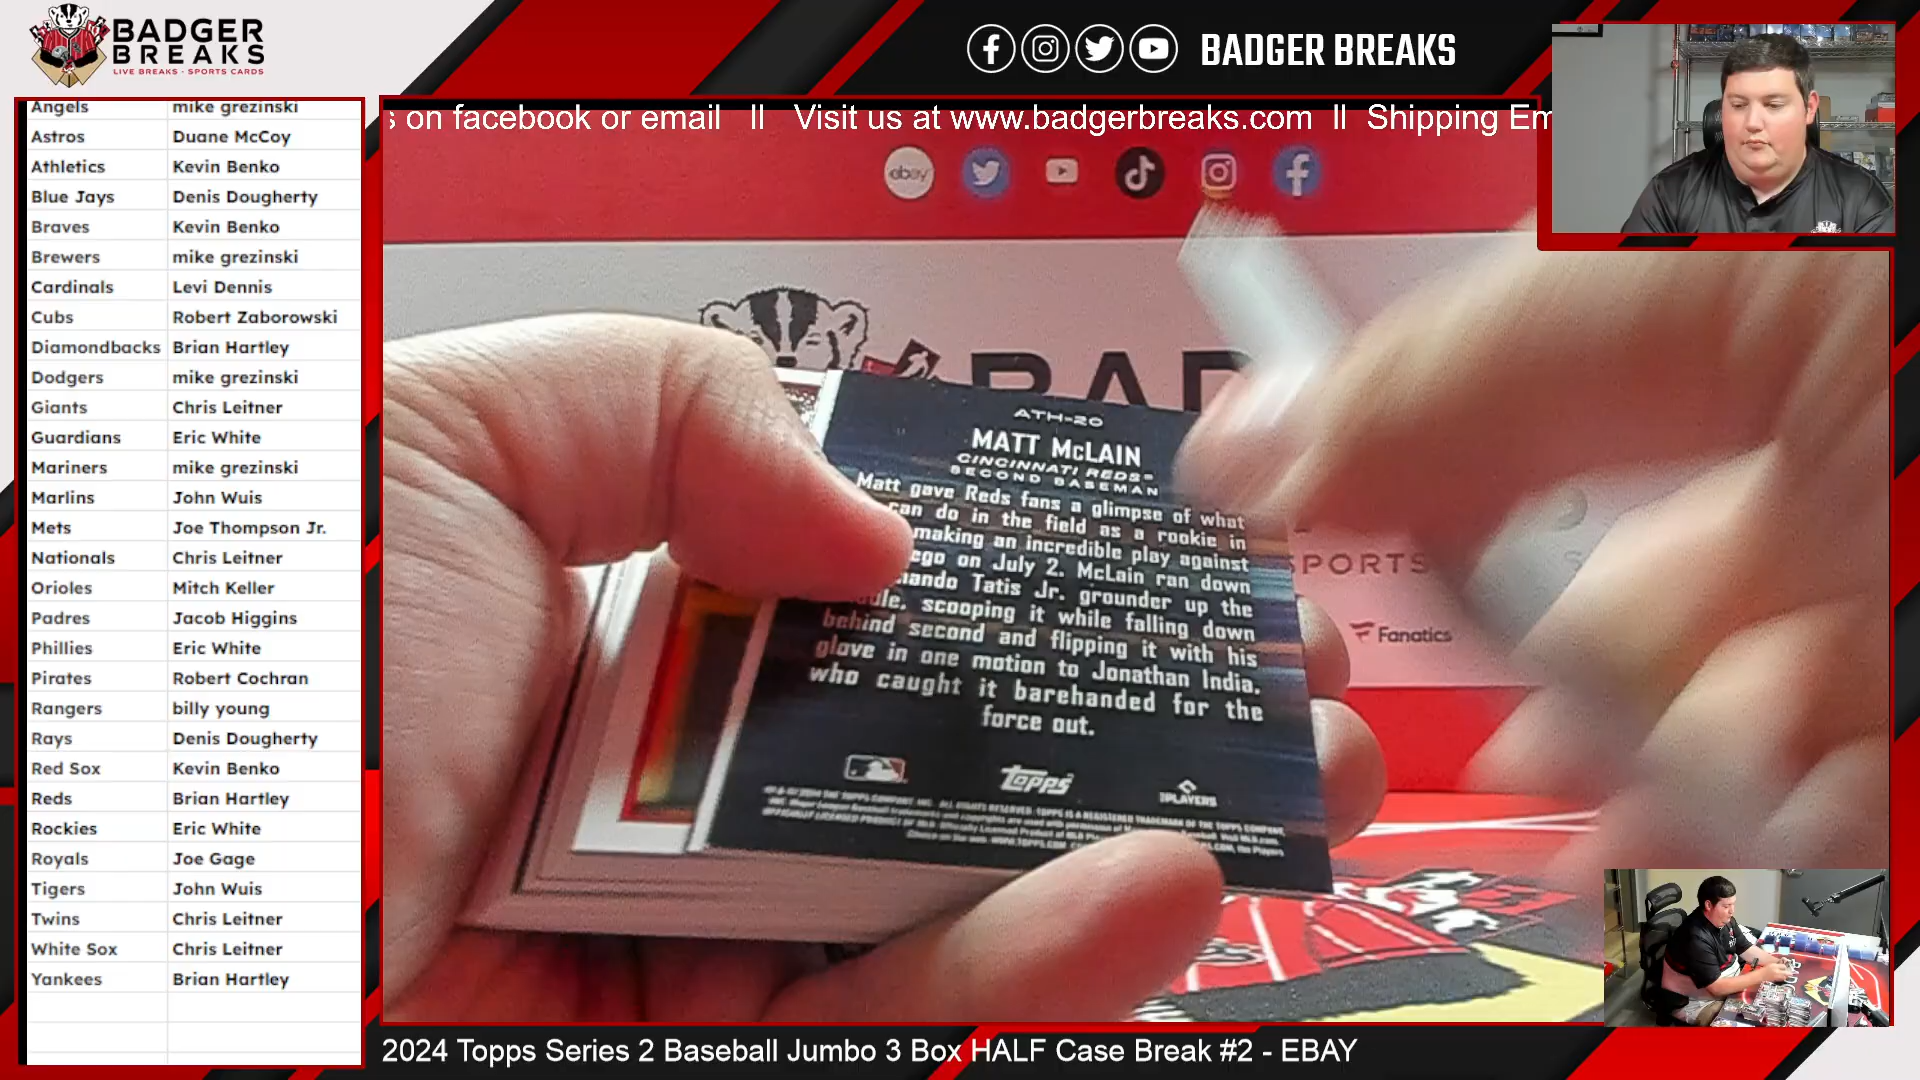 BADGER
BREAKS
LIVE BREAKS - SPORTS CARDS
BADGER BREAKS
on facebook or email ll Visit us at www.badgerbreaks.com ll Shipping Em
Angels mike grezinski
Astros Duane McCoy
Athletics Kevin Benko
Blue Jays Denis Dougherty
Braves Kevin Benko
Brewers mike grezinski
Cardinals Levi Dennis
Cubs Robert Zaborowski
Diamondbacks Brian Hartley
Dodgers mike grezinski
Giants Chris Leitner
Guardians Eric White
Mariners mike grezinski
Marlins John Wuis
Mets Joe Thompson Jr.
Nationals Chris Leitner
Orioles Mitch Keller
Padres Jacob Higgins
Phillies Eric White
Pirates Robert Cochran
Rangers billy young
Rays Denis Dougherty
Red Sox Kevin Benko
Reds Brian Hartley
Rockies Eric White
Royals Joe Gage
Tigers John Wuis
Twins Chris Leitner
White Sox Chris Leitner
Yankees Brian Hartley
ebay
BAD
ATH-20
MATT McLAIN
CINCINNATI REDS
SECOND BASEMAN
Matt gave Reds fans a glimpse of what
can do in the field as a rookie in
making an incredible play against
ego on July 2. McLain ran down
nando Tatis Jr. grounder up the
scooping it while falling down
behind second and flipping it with his
glove in one motion to Jonathan India,
who caught it barehanded for the
force out.
Topps
PLAYERS
SPORTS
Fanatics
2024 Topps Series 2 Baseball Jumbo 3 Box HALF Case Break #2 - EBAY